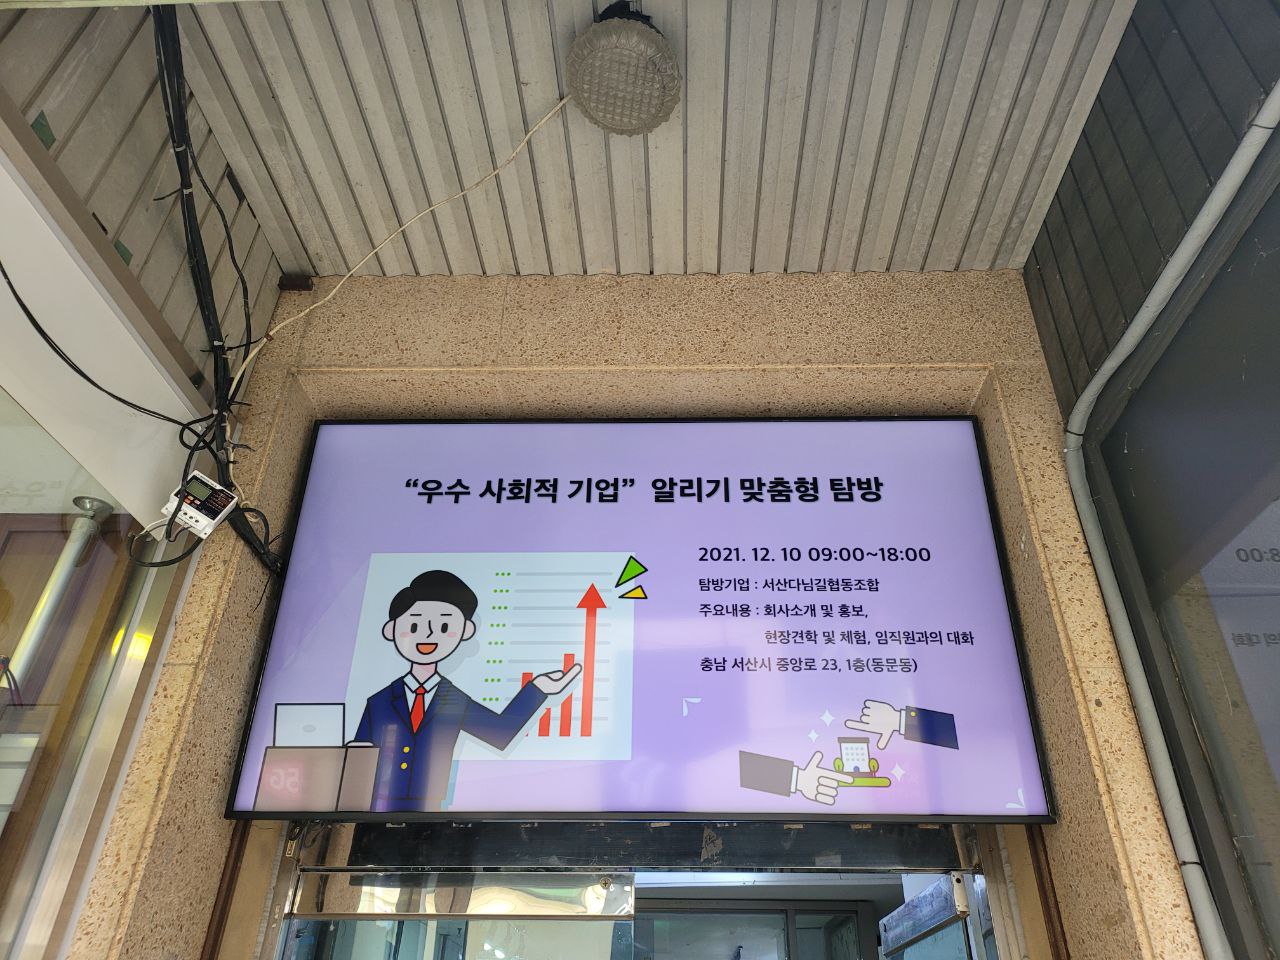 “우수 사회적 기업” 알리기 맞춤형 탐방
2021. 12. 10 09:00~18:00
탐방기업 : 서산다님길협동조합
주요내용 : 회사소개 및 홍보,
현장견학 및 체험, 임직원과의 대화
충남 서산시 중앙로 23, 1층(동문동)
5G